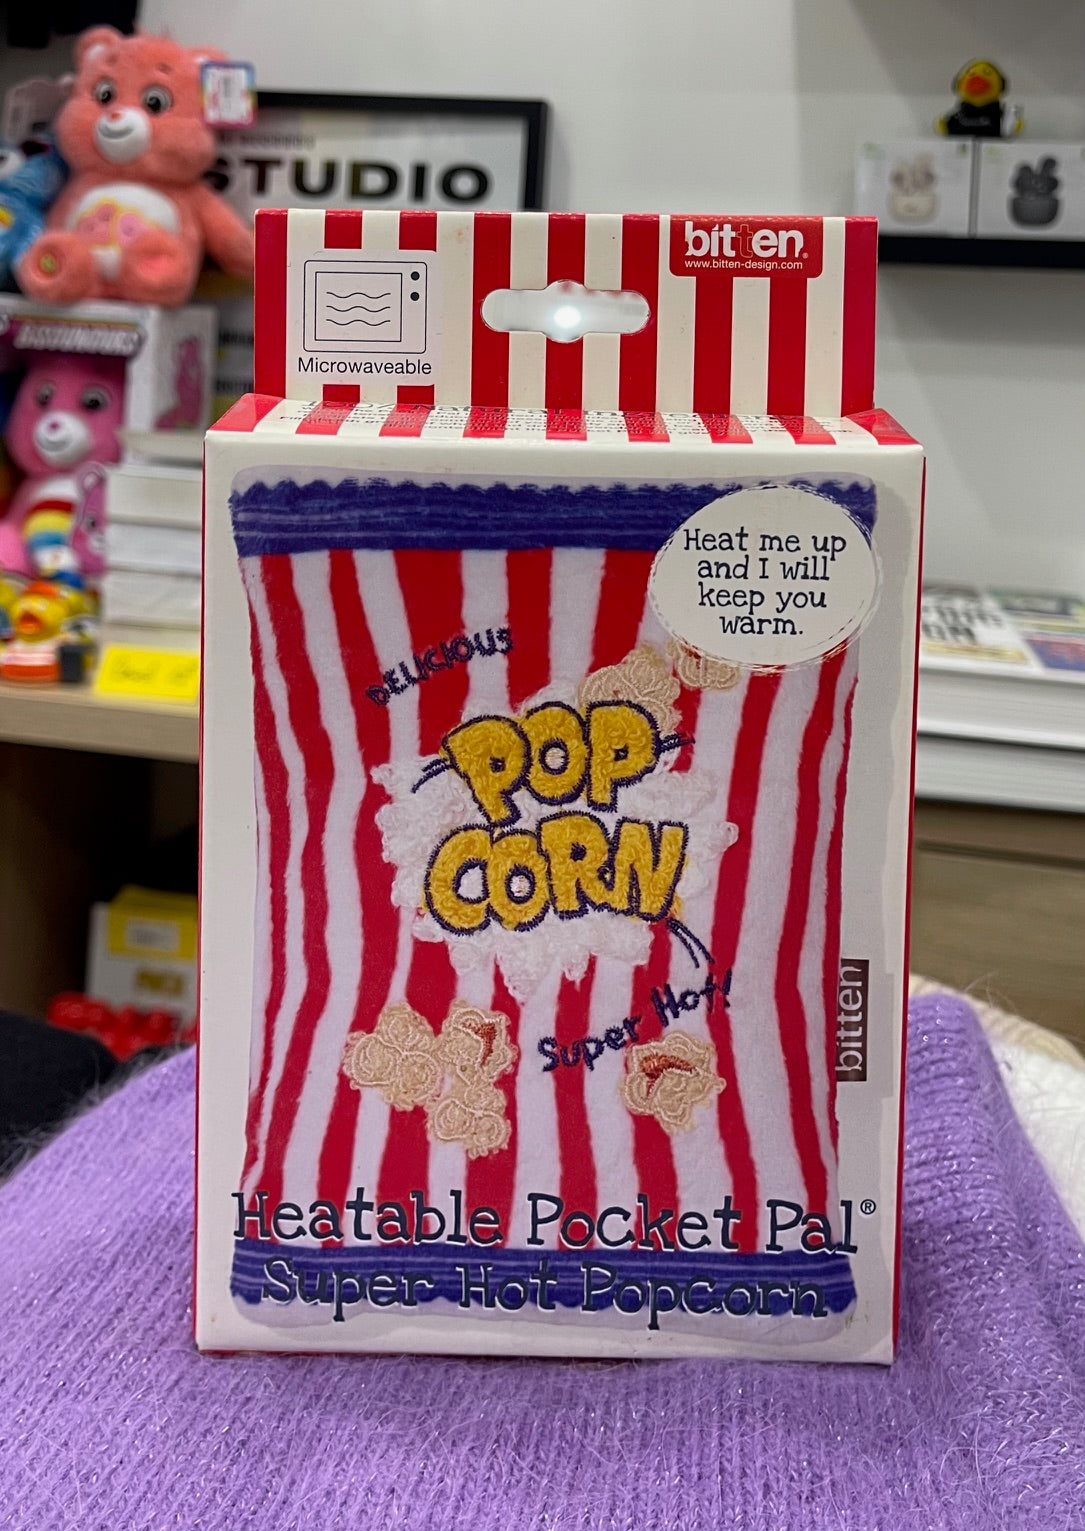 STUDIO
bitten®
www.bitten-design.com
Microwaveable
Heat me up
and I will
keep you
warm.
DELICIOUS
POP
CORN
Super Hot!
bitten
Heatable Pocket Pal®
Super Hot Popcorn